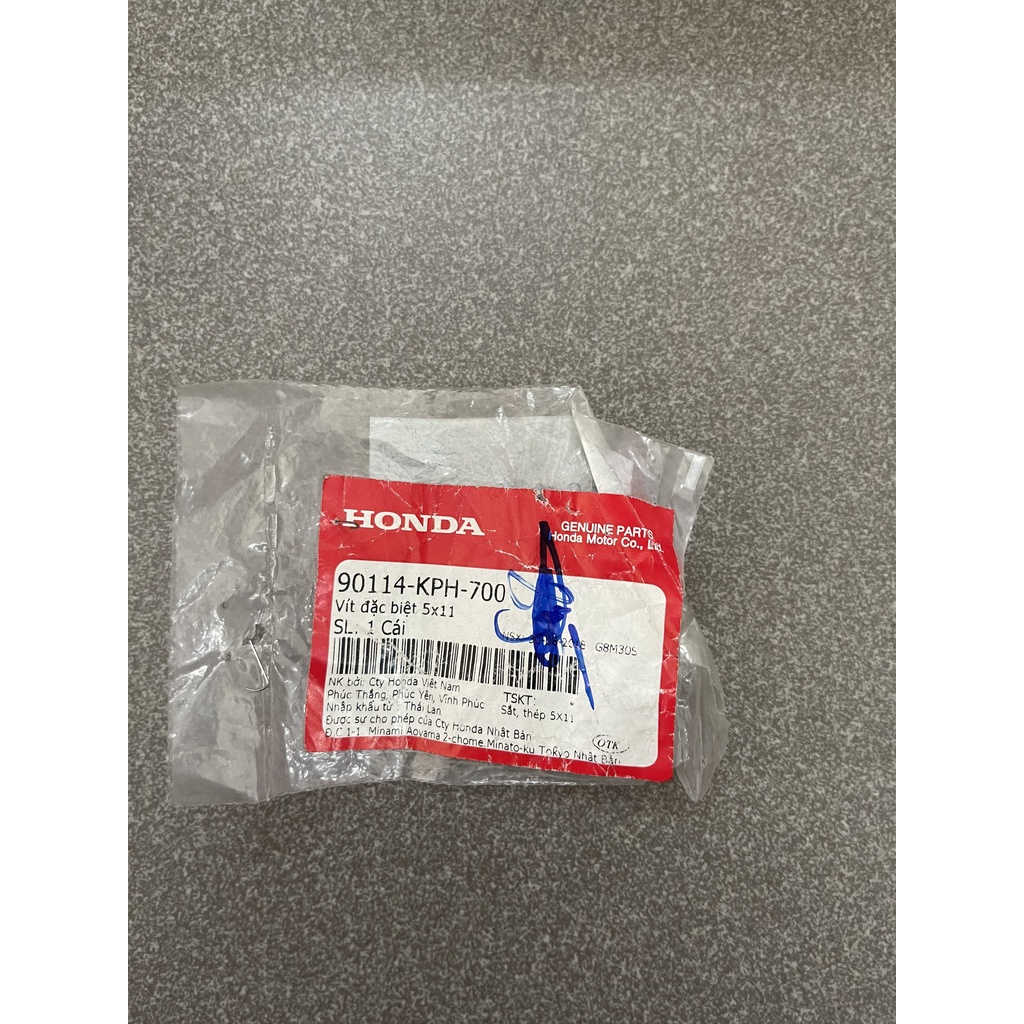 HONDA
GENUINE PARTS
Honda Motor Co., Ltd.
90114-KPH-700
Vít đặc biệt 5x11
SL. 1 Cái
NSX G8M30S
NK bởi: Cty Honda Việt Nam
Phúc Thắng, Phúc Yên, Vĩnh Phúc
TSKT:
Nhập khẩu từ : Thái Lan
Sắt, thép 5X11
Được sự cho phép của Cty Honda Nhật Bản
Đ.C 1-1 Minami Aoyama 2-chome.Minato-ku Tokyo Nhật Bản
OTK